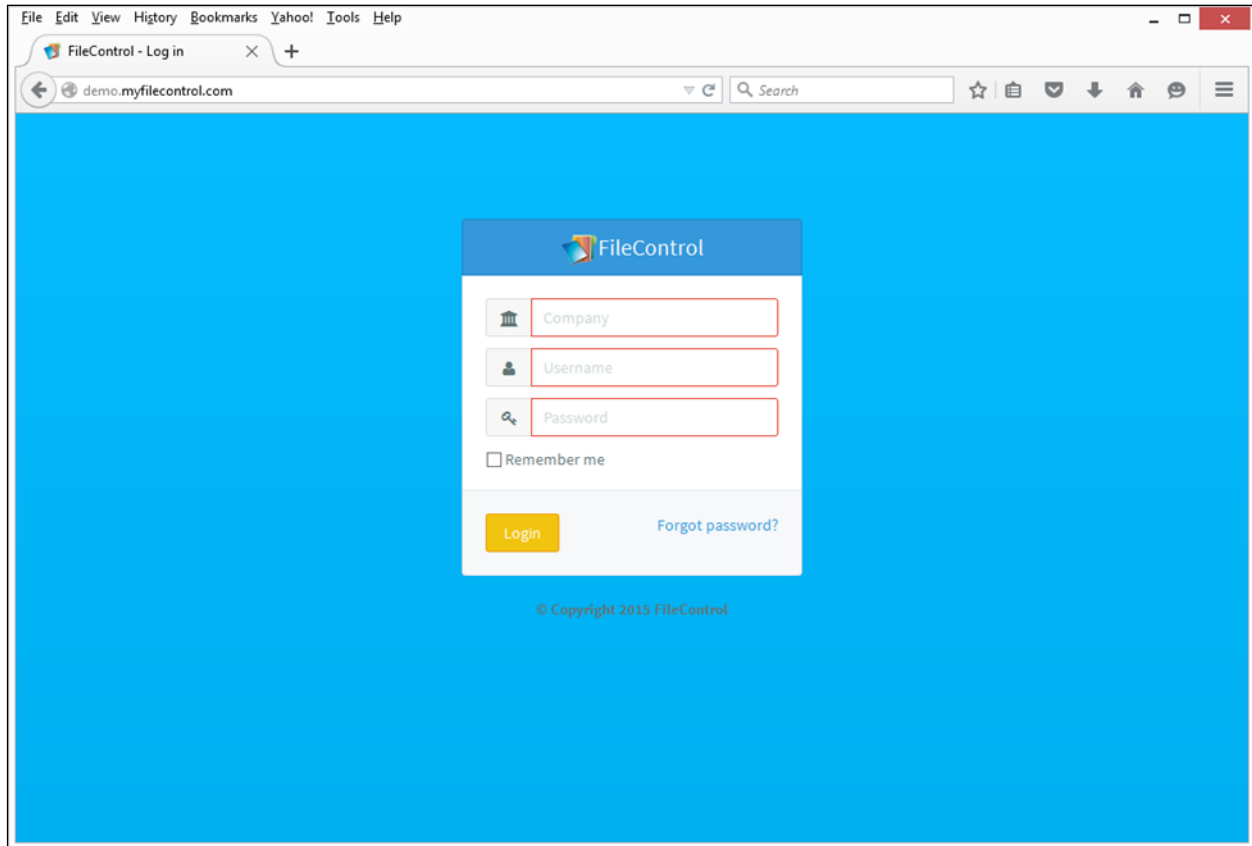 File Edit View History Bookmarks Yahoo! Tools Help
FileControl - Log in
demo.myfilecontrol.com
Search
FileControl
Company
Username
Password
Remember me
Login
Forgot password?
© Copyright 2015 FileControl